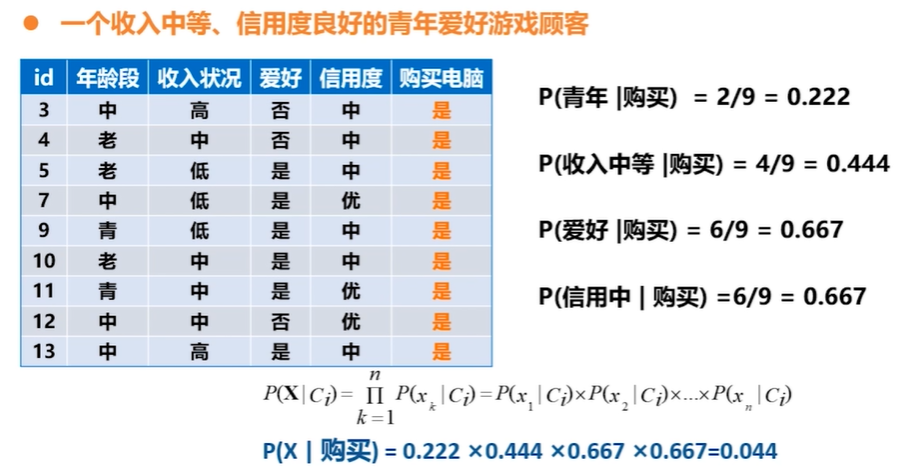 ● 一个收入中等、信用度良好的青年爱好游戏顾客
id 年龄段 收入状况 爱好 信用度 购买电脑
3 中 高 否 中 是
4 老 中 否 中 是
5 老 低 是 中 是
7 中 低 是 优 是
9 青 低 是 中 是
10 老 中 是 中 是
11 青 中 是 优 是
12 中 中 否 优 是
13 中 高 是 中 是
P(青年 |购买) = 2/9 = 0.222
P(收入中等 |购买) = 4/9 = 0.444
P(爱好 |购买) = 6/9 = 0.667
P(信用中 | 购买) =6/9 = 0.667
P(X|C_i) = ∏_{k=1}^{n} P(x_k|C_i) = P(x_1|C_i)×P(x_2|C_i)×...×P(x_n|C_i)
P(X | 购买) = 0.222 ×0.444 ×0.667 ×0.667=0.044